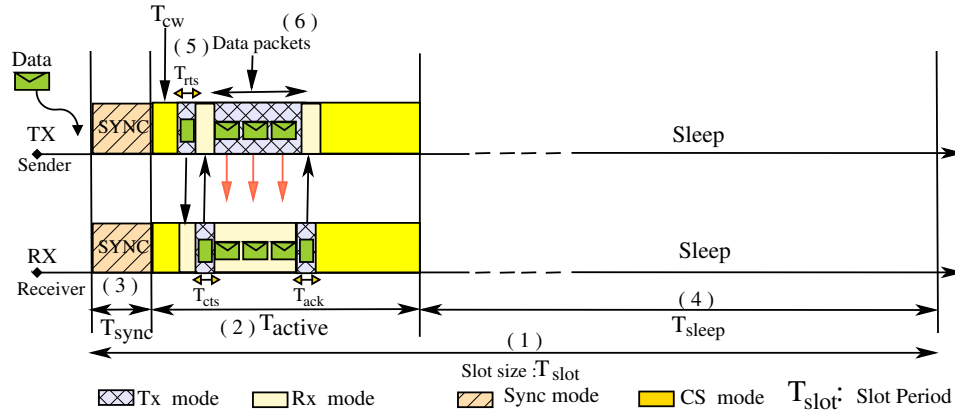 ( 6 )
T_cw
( 5 )
Data packets
Data
T_rts
SYNC
TX
Sender
Sleep
SYNC
RX
Receiver
Sleep
( 3 )
T_cts
T_ack
( 4 )
T_sync
( 2 )
T_active
T_sleep
( 1 )
Slot size :T_slot
Tx mode
Rx mode
Sync mode
CS mode
T_slot: Slot Period